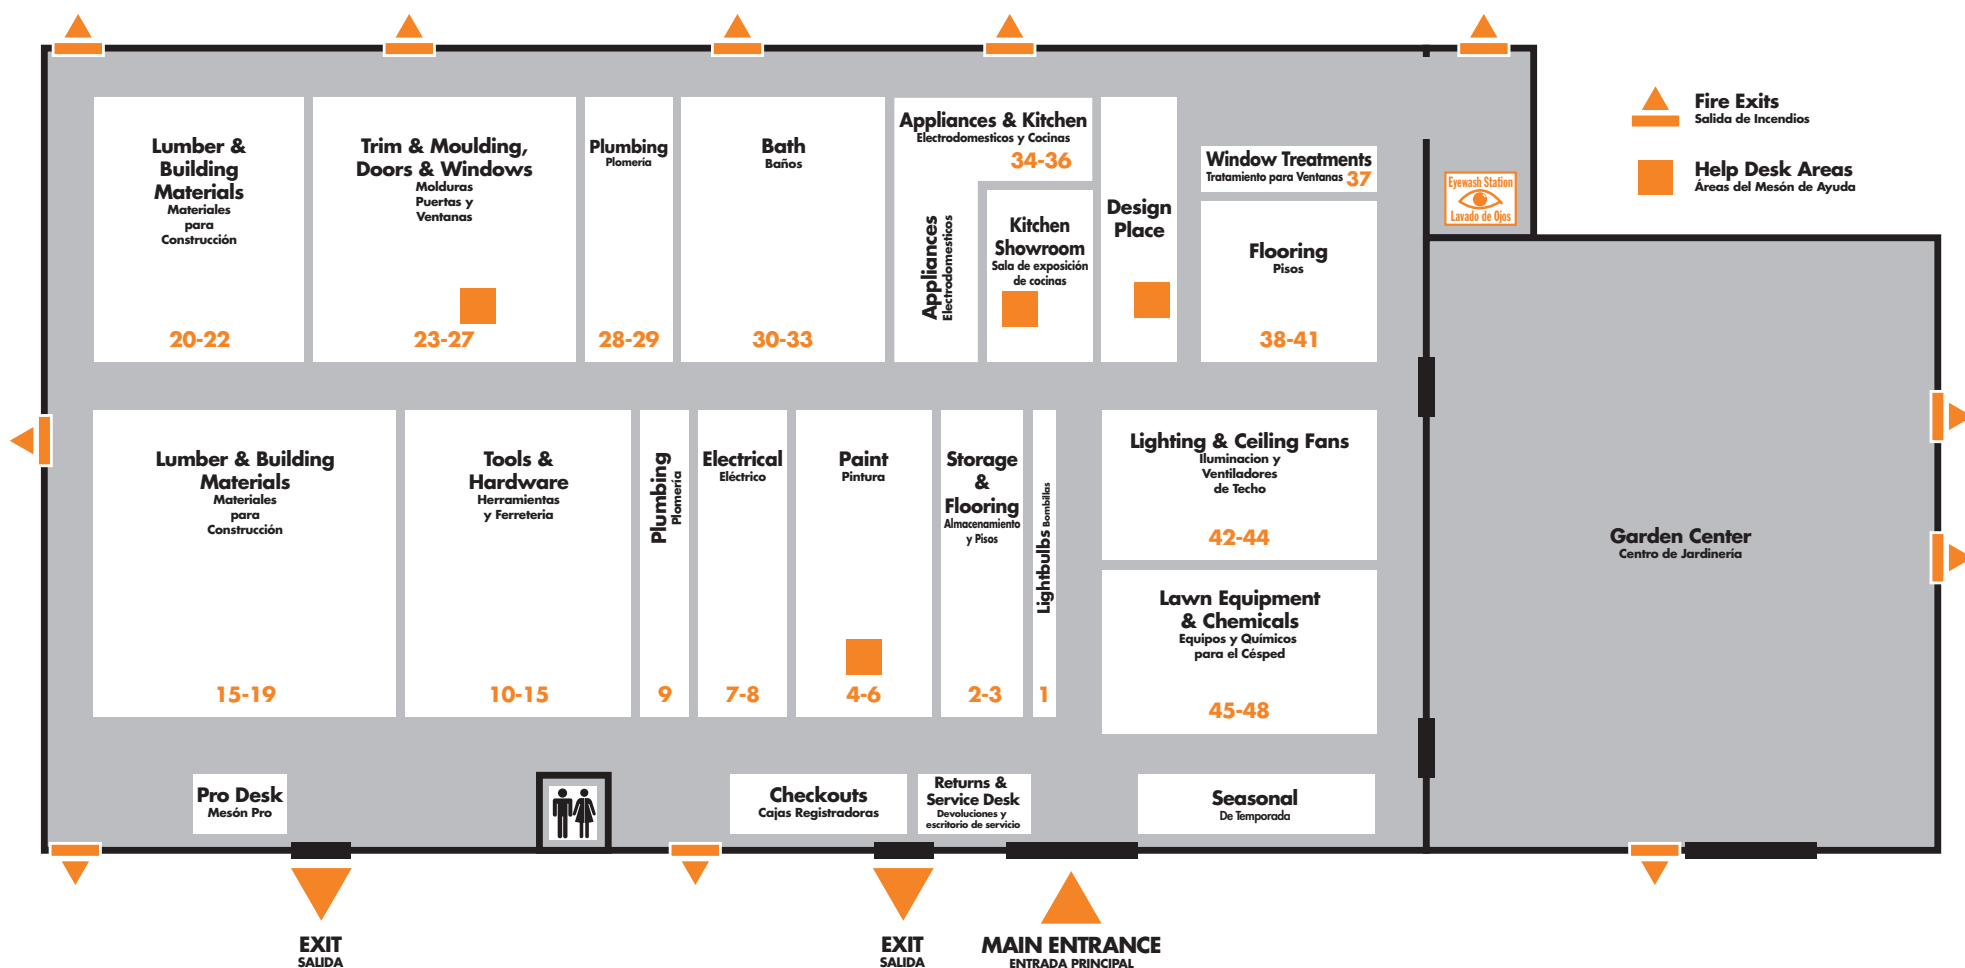 Fire Exits
Salida de Incendios
Help Desk Areas
Áreas del Mesón de Ayuda
Lumber &
Building
Materials
Materiales
para
Construcción
20-22
Trim & Moulding,
Doors & Windows
Molduras
Puertas y
Ventanas
23-27
Plumbing
Plomería
28-29
Bath
Baños
30-33
Appliances & Kitchen
Electrodomesticos y Cocinas
34-36
Appliances
Electrodomesticos
Kitchen
Showroom
Sala de exposición
de cocinas
Design
Place
Window Treatments
Tratamiento para Ventanas 37
Flooring
Pisos
38-41
Eyewash Station
Lavado de Ojos
Lumber & Building
Materials
Materiales
para
Construcción
15-19
Tools &
Hardware
Herramientas
y Ferreteria
10-15
Plumbing
Plomería
9
Electrical
Eléctrico
7-8
Paint
Pintura
4-6
Storage
&
Flooring
Almacenamiento
y Pisos
2-3
Lightbulbs Bombillas
1
Lighting & Ceiling Fans
Iluminacion y
Ventiladores
de Techo
42-44
Lawn Equipment
& Chemicals
Equipos y Químicos
para el Césped
45-48
Garden Center
Centro de Jardinería
Pro Desk
Mesón Pro
Checkouts
Cajas Registradoras
Returns &
Service Desk
Devoluciones y
escritorio de servicio
Seasonal
De Temporada
EXIT
SALIDA
EXIT
SALIDA
MAIN ENTRANCE
ENTRADA PRINCIPAL